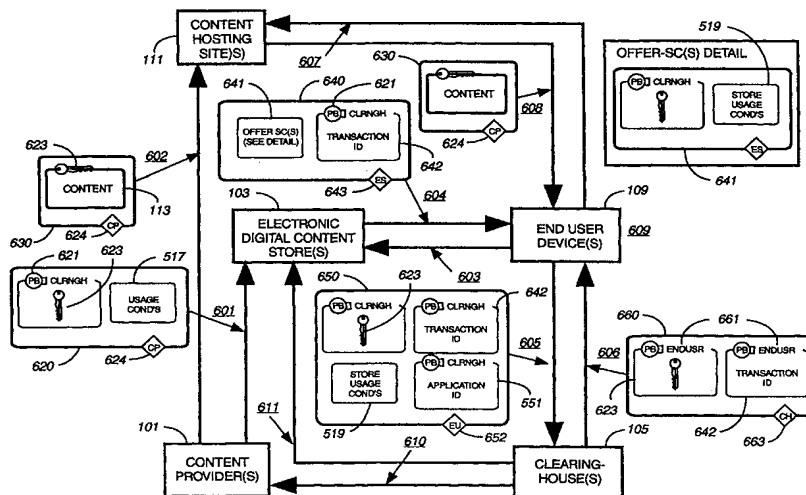 CONTENT
HOSTING
SITE(S)
111
607
630
CONTENT
608
624
CP
519
OFFER-SC(S) DETAIL
PB
CLRNGH
STORE
USAGE
COND'S
641
ES
641
640
621
OFFER SC(S)
(SEE DETAIL)
PB
CLRNGH
TRANSACTION
ID
642
643
ES
604
623
602
CONTENT
113
630
624
CP
103
ELECTRONIC
DIGITAL CONTENT
STORE(S)
109
END USER
DEVICE(S)
609
603
621
623
517
PB
CLRNGH
USAGE
COND'S
601
620
624
CP
650
623
642
PB
CLRNGH
PB
CLRNGH
TRANSACTION
ID
605
STORE
USAGE
COND'S
PB
CLRNGH
APPLICATION
ID
519
551
EU
652
660
661
606
PB
ENDUSR
PB
ENDUSR
TRANSACTION
ID
623
642
CH
663
101
CONTENT
PROVIDER(S)
611
610
105
CLEARING-
HOUSE(S)